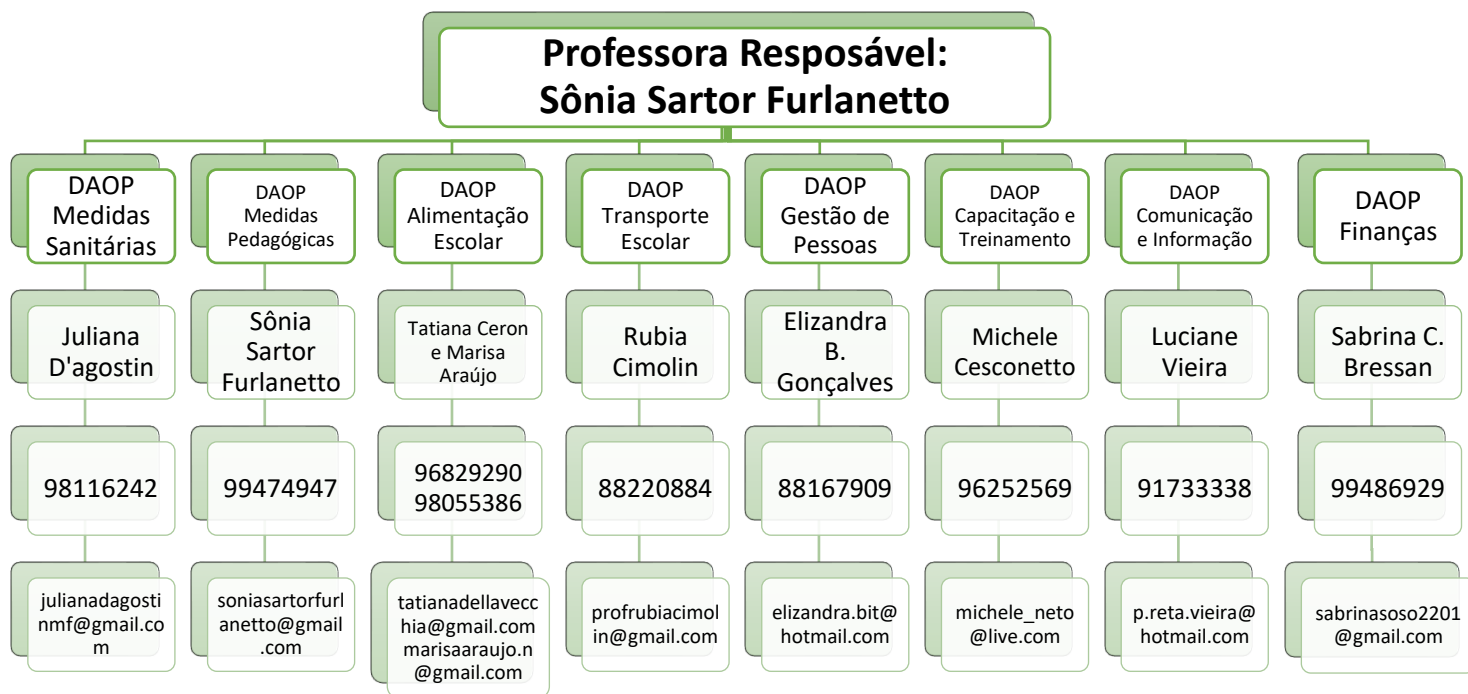 Professora Resposável:
Sônia Sartor Furlanetto
DAOP
Medidas
Sanitárias
DAOP
Medidas
Pedagógicas
DAOP
Alimentação
Escolar
DAOP
Transporte
Escolar
DAOP
Gestão de
Pessoas
DAOP
Capacitação e
Treinamento
DAOP
Comunicação
e Informação
DAOP
Finanças
Juliana
D'agostin
Sônia
Sartor
Furlanetto
Tatiana Ceron
e Marisa
Araújo
Rubia
Cimolin
Elizandra
B.
Gonçalves
Michele
Cesconetto
Luciane
Vieira
Sabrina C.
Bressan
98116242
99474947
96829290
98055386
88220884
88167909
96252569
91733338
99486929
julianadagosti
nmf@gmail.co
m
soniasartorfurl
anetto@gmail
.com
tatianadellavecc
hia@gmail.com
marisaaraujo.n
@gmail.com
profrubiacimol
in@gmail.com
elizandra.bit@
hotmail.com
michele_neto
@live.com
p.reta.vieira@
hotmail.com
sabrinasoso2201
@gmail.com